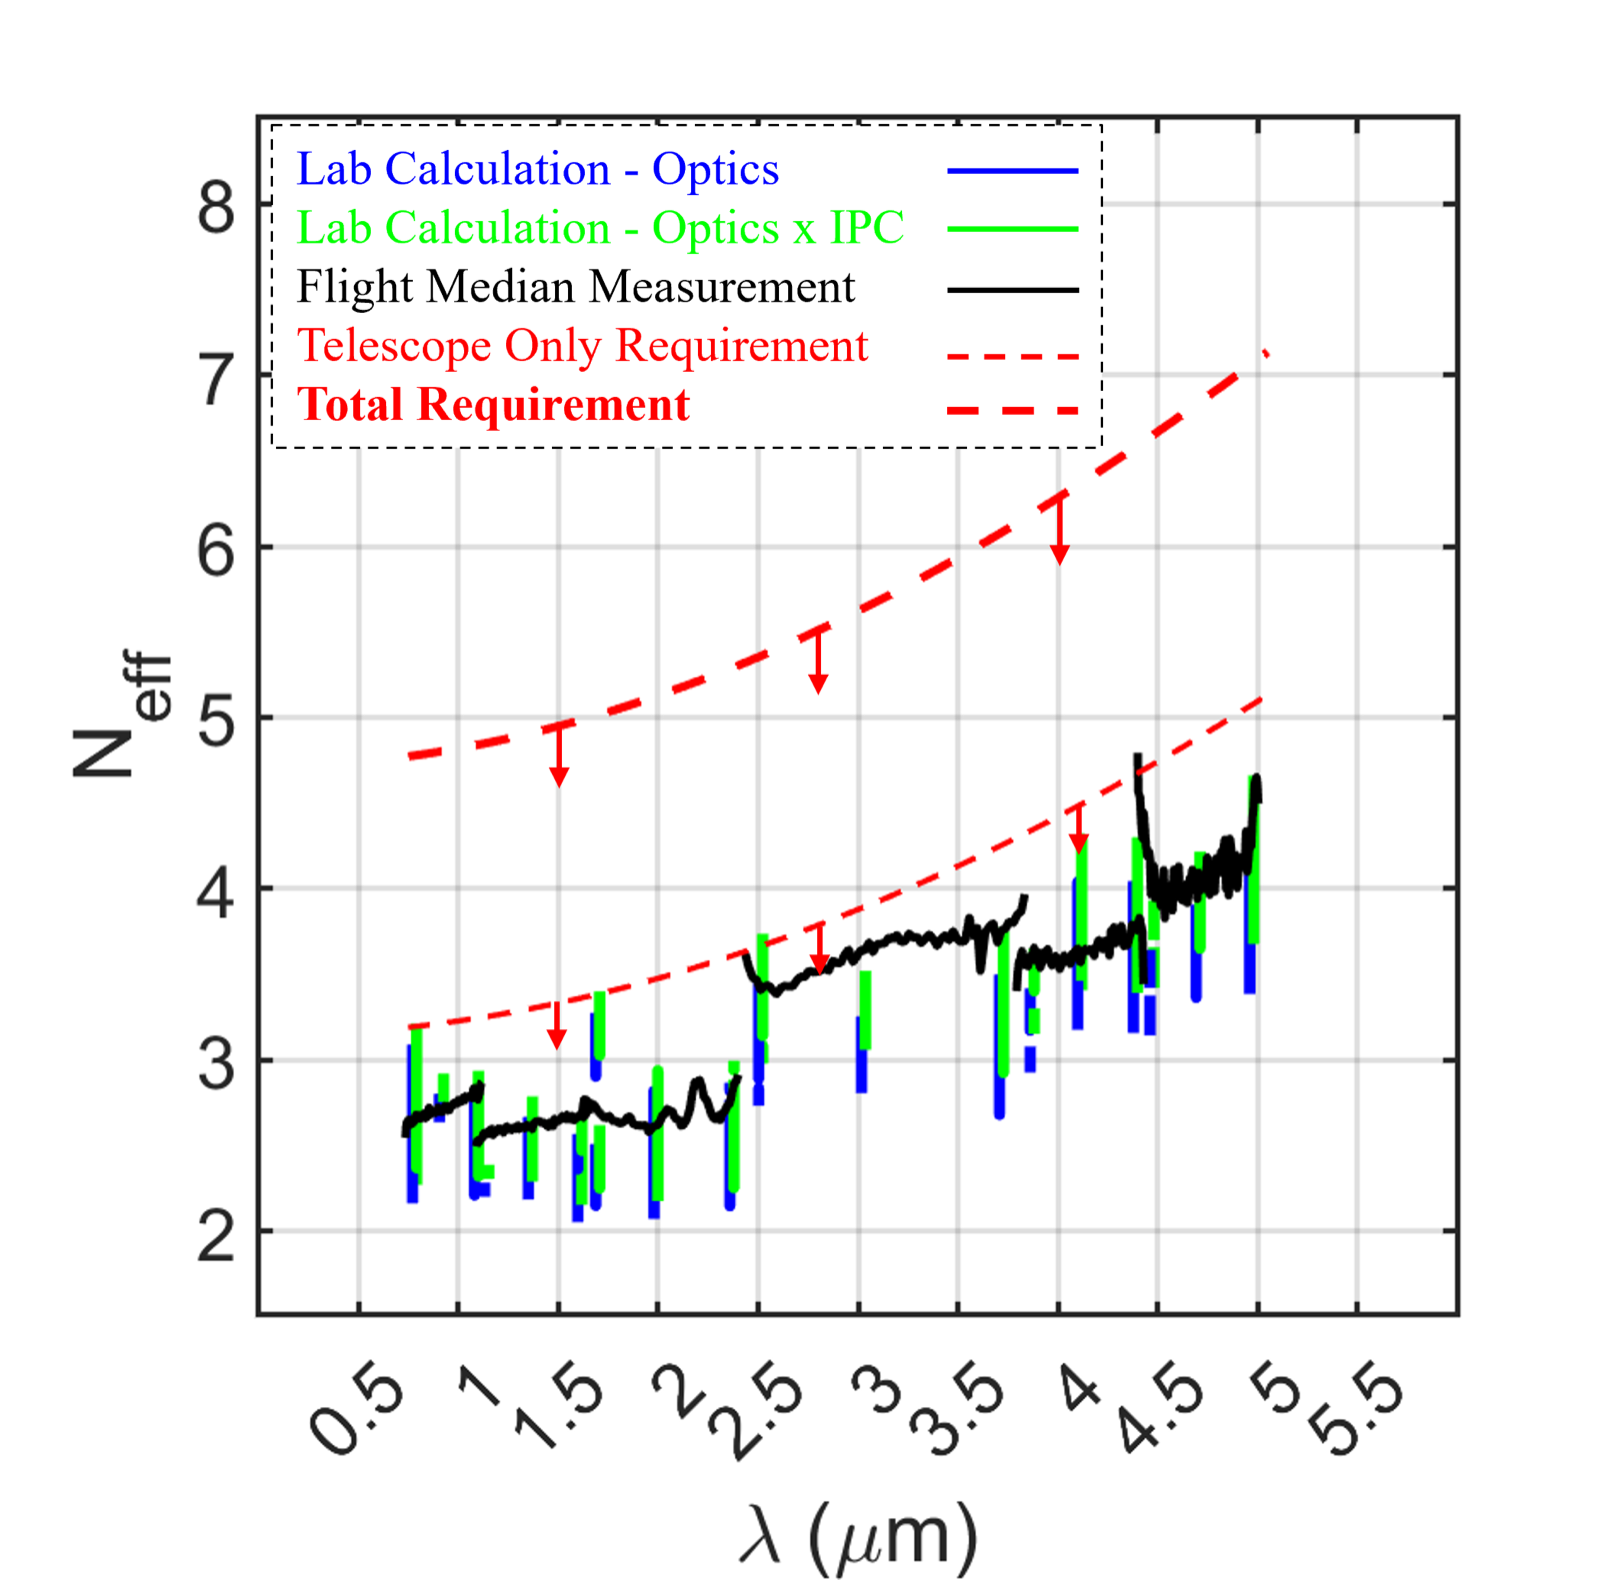 Lab Calculation - Optics
Lab Calculation - Optics x IPC
Flight Median Measurement
Telescope Only Requirement
Total Requirement
8
7
6
5
4
3
2
N_eff
0.5 1 1.5 2 2.5 3 3.5 4 4.5 5 5.5
λ (μm)